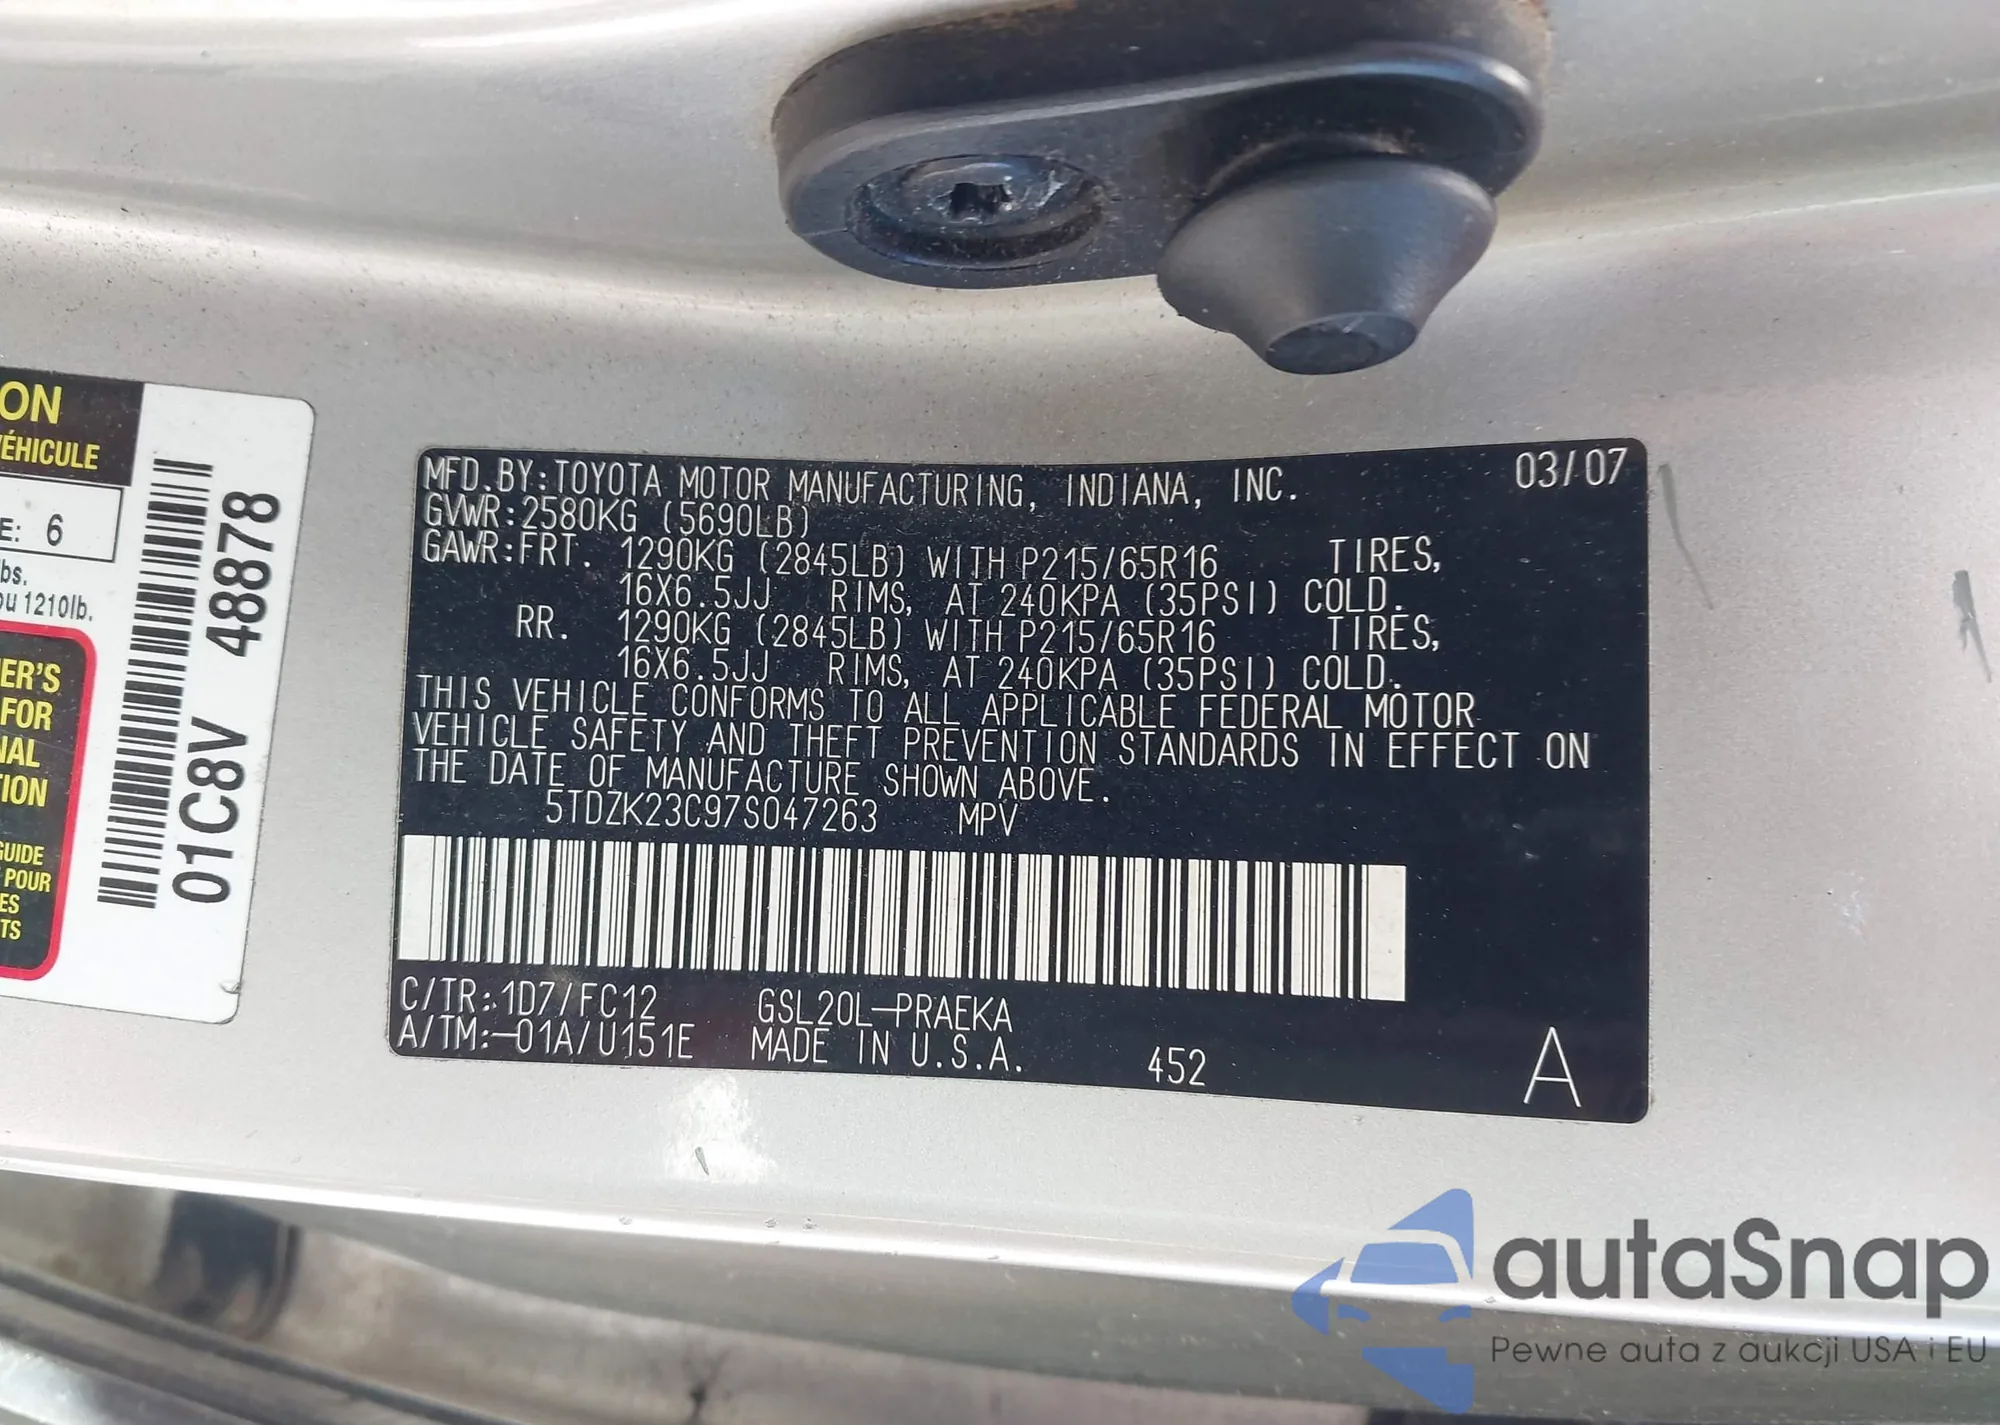 ON
VÉHICULE
E: 6
lbs.
ou 1210lb.
ER'S
FOR
NAL
TION
GUIDE
POUR
ES
TS
01C8V 48878
MFD.BY:TOYOTA MOTOR MANUFACTURING, INDIANA, INC. 03/07
GVWR:2580KG (5690LB)
GAWR:FRT. 1290KG (2845LB) WITH P215/65R16 TIRES,
16X6.5JJ RIMS, AT 240KPA (35PSI) COLD.
RR. 1290KG (2845LB) WITH P215/65R16 TIRES,
16X6.5JJ RIMS, AT 240KPA (35PSI) COLD.
THIS VEHICLE CONFORMS TO ALL APPLICABLE FEDERAL MOTOR
VEHICLE SAFETY AND THEFT PREVENTION STANDARDS IN EFFECT ON
THE DATE OF MANUFACTURE SHOWN ABOVE.
5TDZK23C97S047263 MPV
C/TR:1D7/FC12 GSL20L-PRAEKA
A/TM:-01A/U151E MADE IN U.S.A. 452 A
autaSnap
Pewne auta z aukcji USA i EU